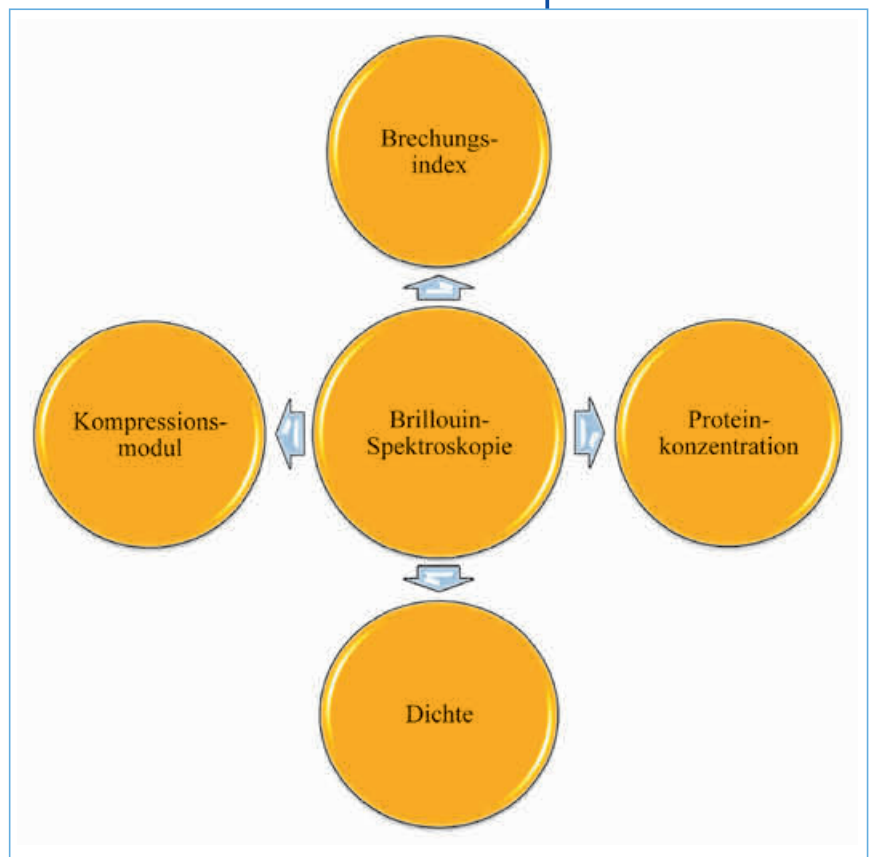 Brechungs-
index
Kompressions-
modul
Brillouin-
Spektroskopie
Protein-
konzentration
Dichte